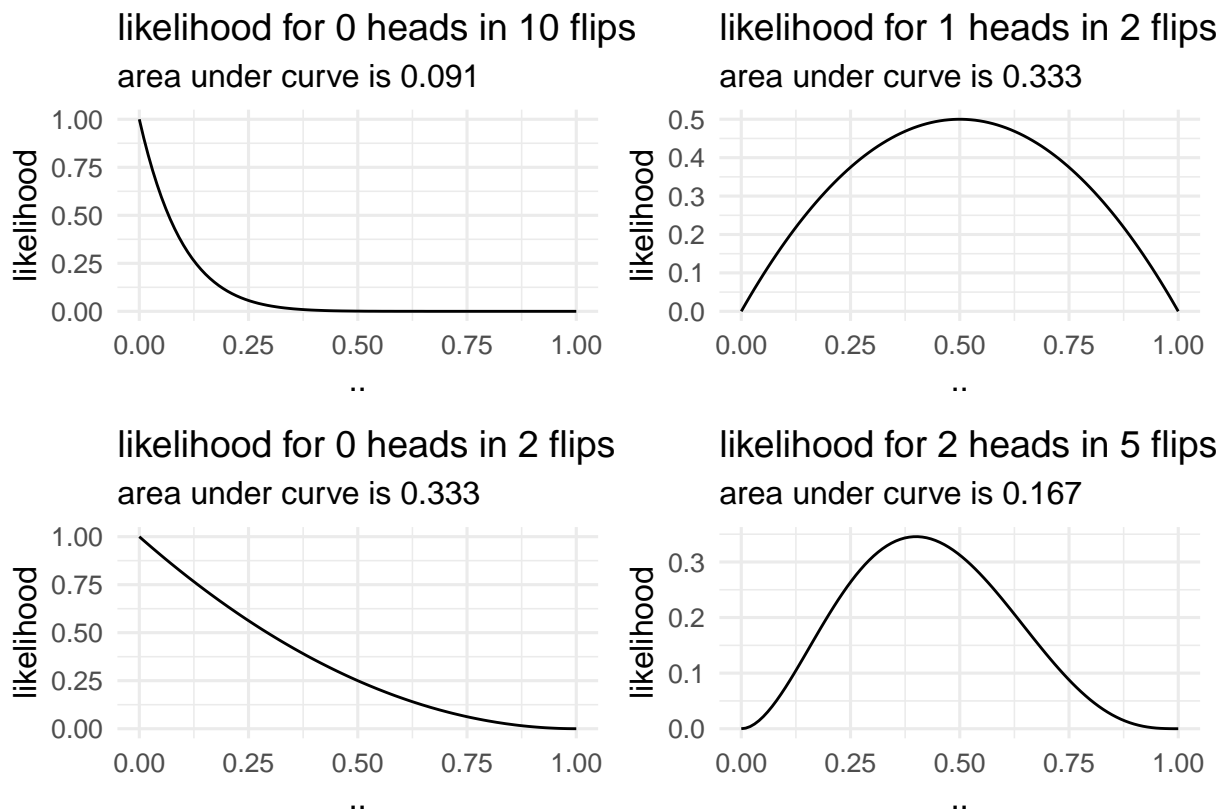 likelihood for 0 heads in 10 flips
area under curve is 0.091
likelihood
1.00
0.75
0.50
0.25
0.00
0.00 0.25 0.50 0.75 1.00
..
likelihood for 1 heads in 2 flips
area under curve is 0.333
likelihood
0.5
0.4
0.3
0.2
0.1
0.0
0.00 0.25 0.50 0.75 1.00
..
likelihood for 0 heads in 2 flips
area under curve is 0.333
likelihood
1.00
0.75
0.50
0.25
0.00
0.00 0.25 0.50 0.75 1.00
..
likelihood for 2 heads in 5 flips
area under curve is 0.167
likelihood
0.3
0.2
0.1
0.0
0.00 0.25 0.50 0.75 1.00
..